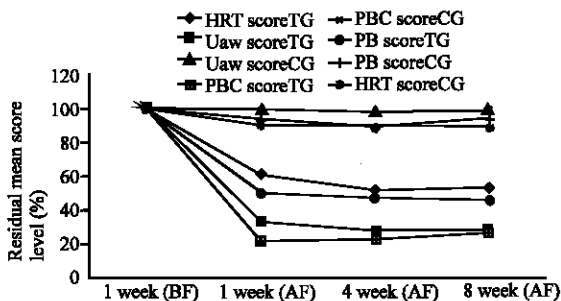 HRT scoreTG
Uaw scoreTG
Uaw scoreCG
PBC scoreTG
PBC scoreCG
PB scoreTG
PB scoreCG
HRT scoreCG
Residual mean score
level (%)
120
100
80
60
40
20
0
1 week (BF) 1 week (AF) 4 week (AF) 8 week (AF)